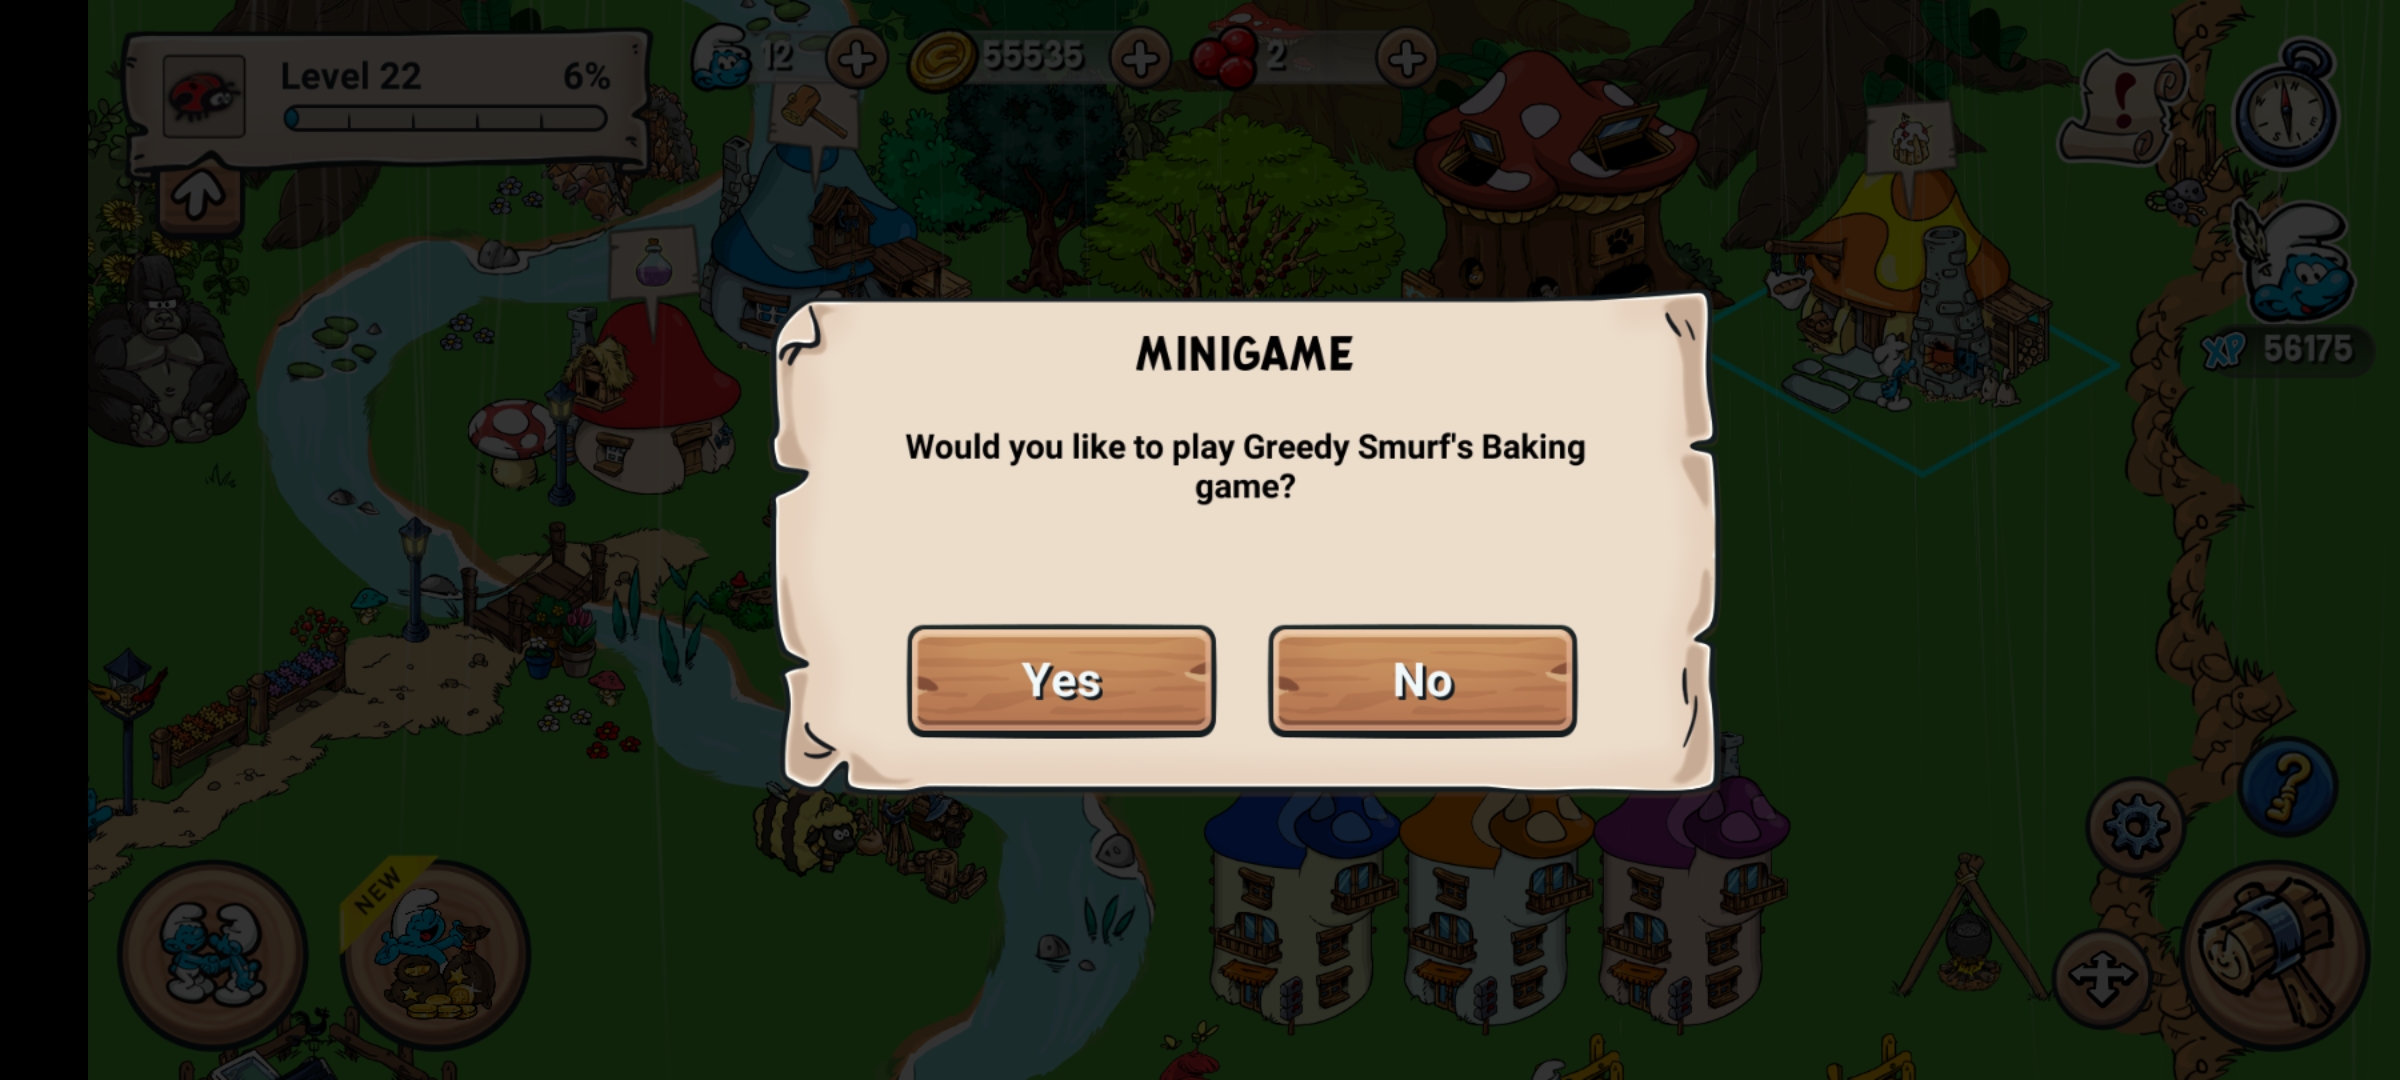 Level 22
6%
12
55535
2
MINIGAME
Would you like to play Greedy Smurf's Baking
game?
Yes
No
XP 56175
NEW